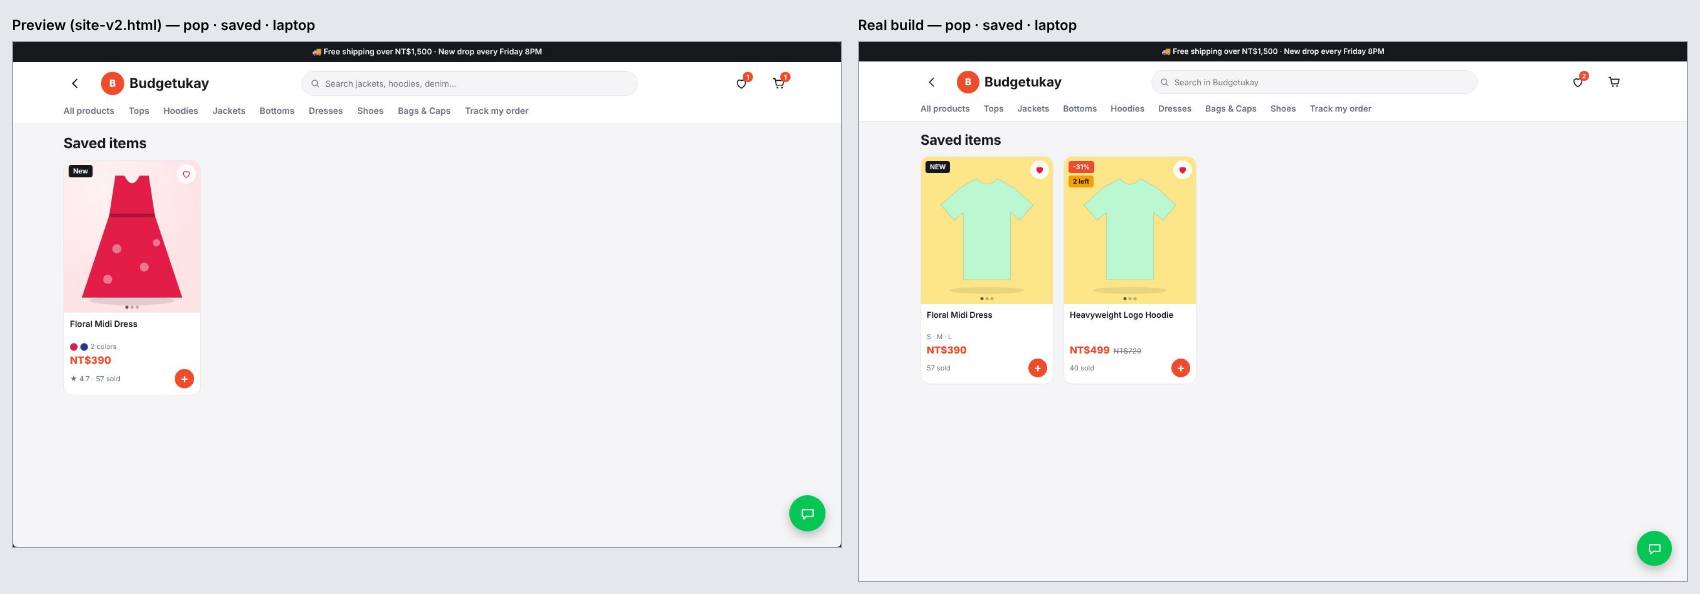 Preview (site-v2.html) — pop · saved · laptop
🚚 Free shipping over NT$1,500 · New drop every Friday 8PM
B Budgetukay
Search jackets, hoodies, denim...
1
1
All products Tops Hoodies Jackets Bottoms Dresses Shoes Bags & Caps Track my order
Saved items
New
Floral Midi Dress
2 colors
NT$390
★ 4.7 · 57 sold
+
Real build — pop · saved · laptop
🚚 Free shipping over NT$1,500 · New drop every Friday 8PM
B Budgetukay
Search in Budgetukay
2
All products Tops Jackets Bottoms Hoodies Dresses Bags & Caps Shoes Track my order
Saved items
NEW
Floral Midi Dress
S · M · L
NT$390
57 sold
+
-31%
2 left
Heavyweight Logo Hoodie
NT$499 NT$720
40 sold
+